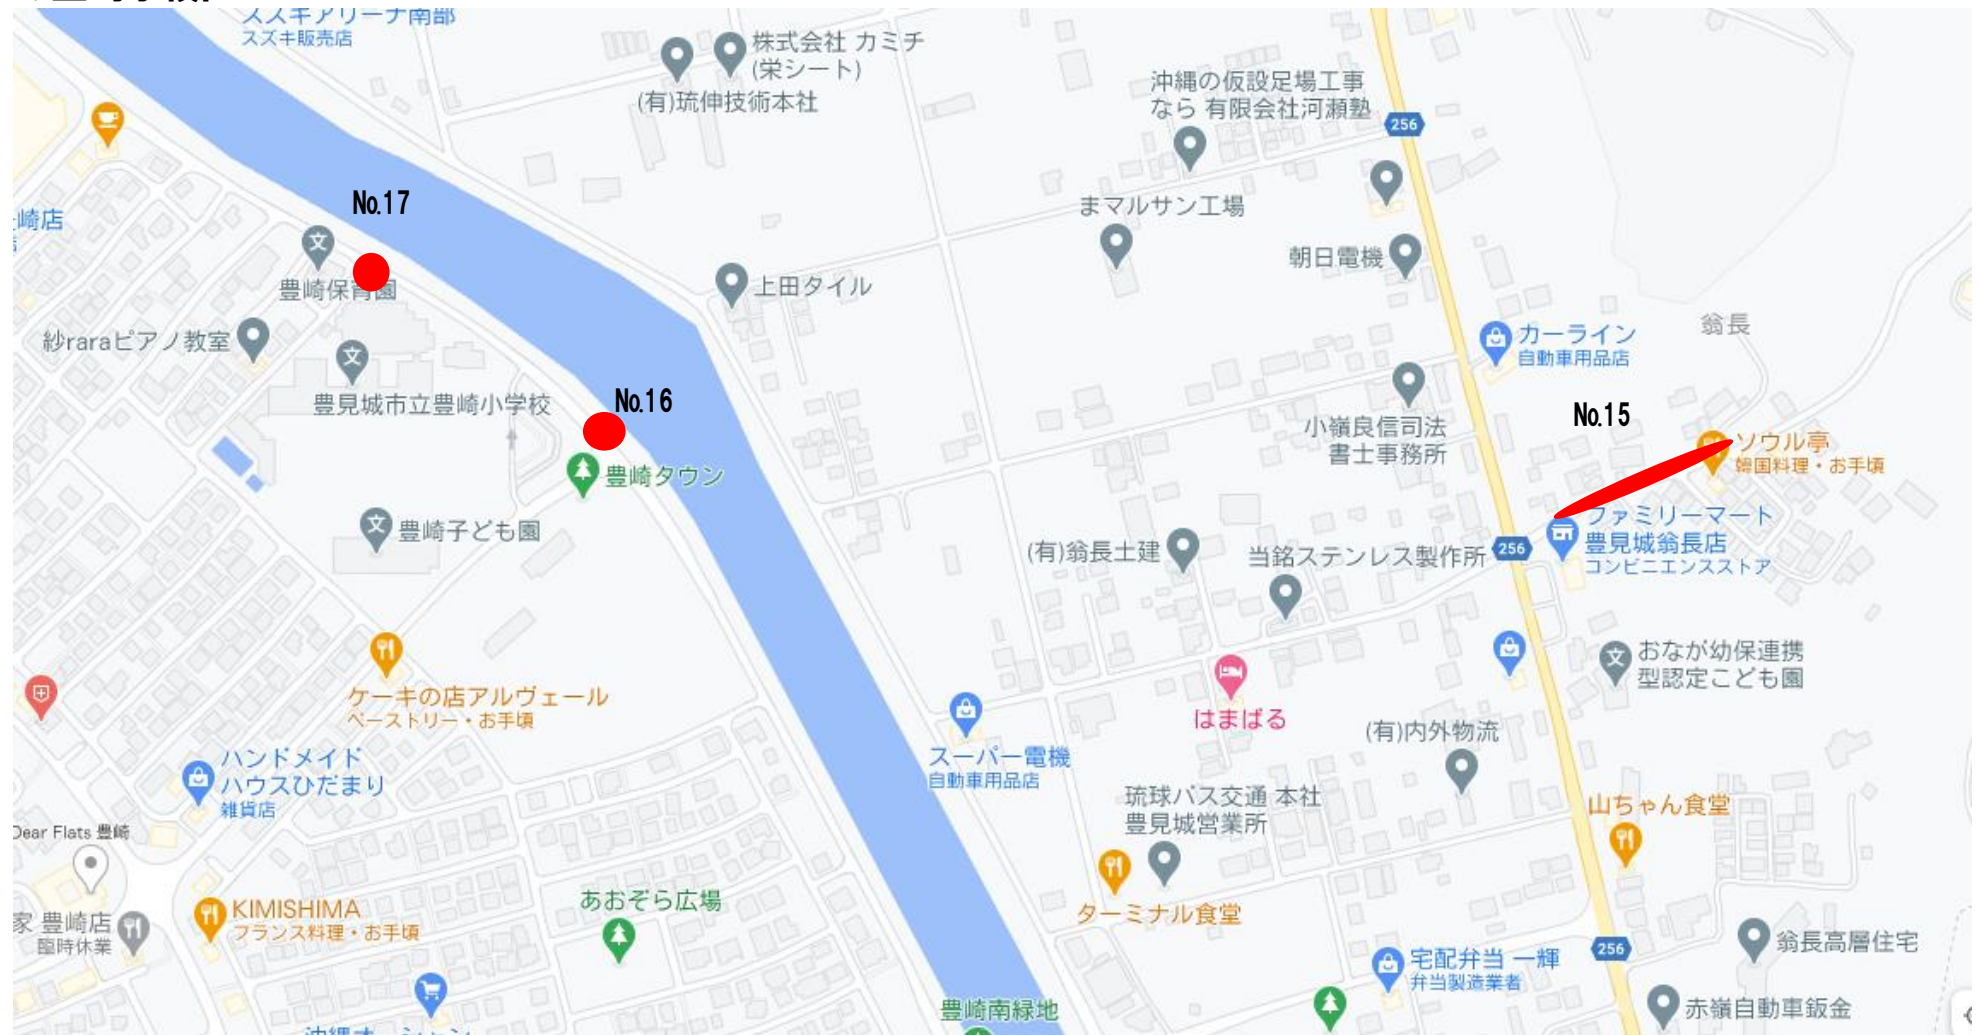 スズキアリーナ南部
スズキ販売店
株式会社 カミチ
(栄シート)
(有)琉伸技術本社
沖縄の仮設足場工事
なら 有限会社河瀬塾
256
No.17
まマルサン工場
崎店
朝日電機
豊崎保育園
上田タイル
翁長
紗raraピアノ教室
カーライン
自動車用品店
豊見城市立豊崎小学校
No.16
No.15
小嶺良信司法
書士事務所
ソウル亭
韓国料理・お手頃
豊崎タウン
ファミリーマート
豊見城翁長店
コンビニエンスストア
豊崎子ども園
(有)翁長土建
当銘ステンレス製作所
256
おなが幼保連携
型認定こども園
ケーキの店アルヴェール
ペーストリー・お手頃
はまばる
(有)内外物流
ハンドメイド
ハウスひだまり
雑貨店
スーパー電機
自動車用品店
琉球バス交通 本社
豊見城営業所
山ちゃん食堂
Dear Flats 豊崎
あおぞら広場
KIMISHIMA
フランス料理・お手頃
ターミナル食堂
家 豊崎店
臨時休業
256
翁長高層住宅
宅配弁当 一輝
弁当製造業者
豊崎南緑地
赤嶺自動車鈑金